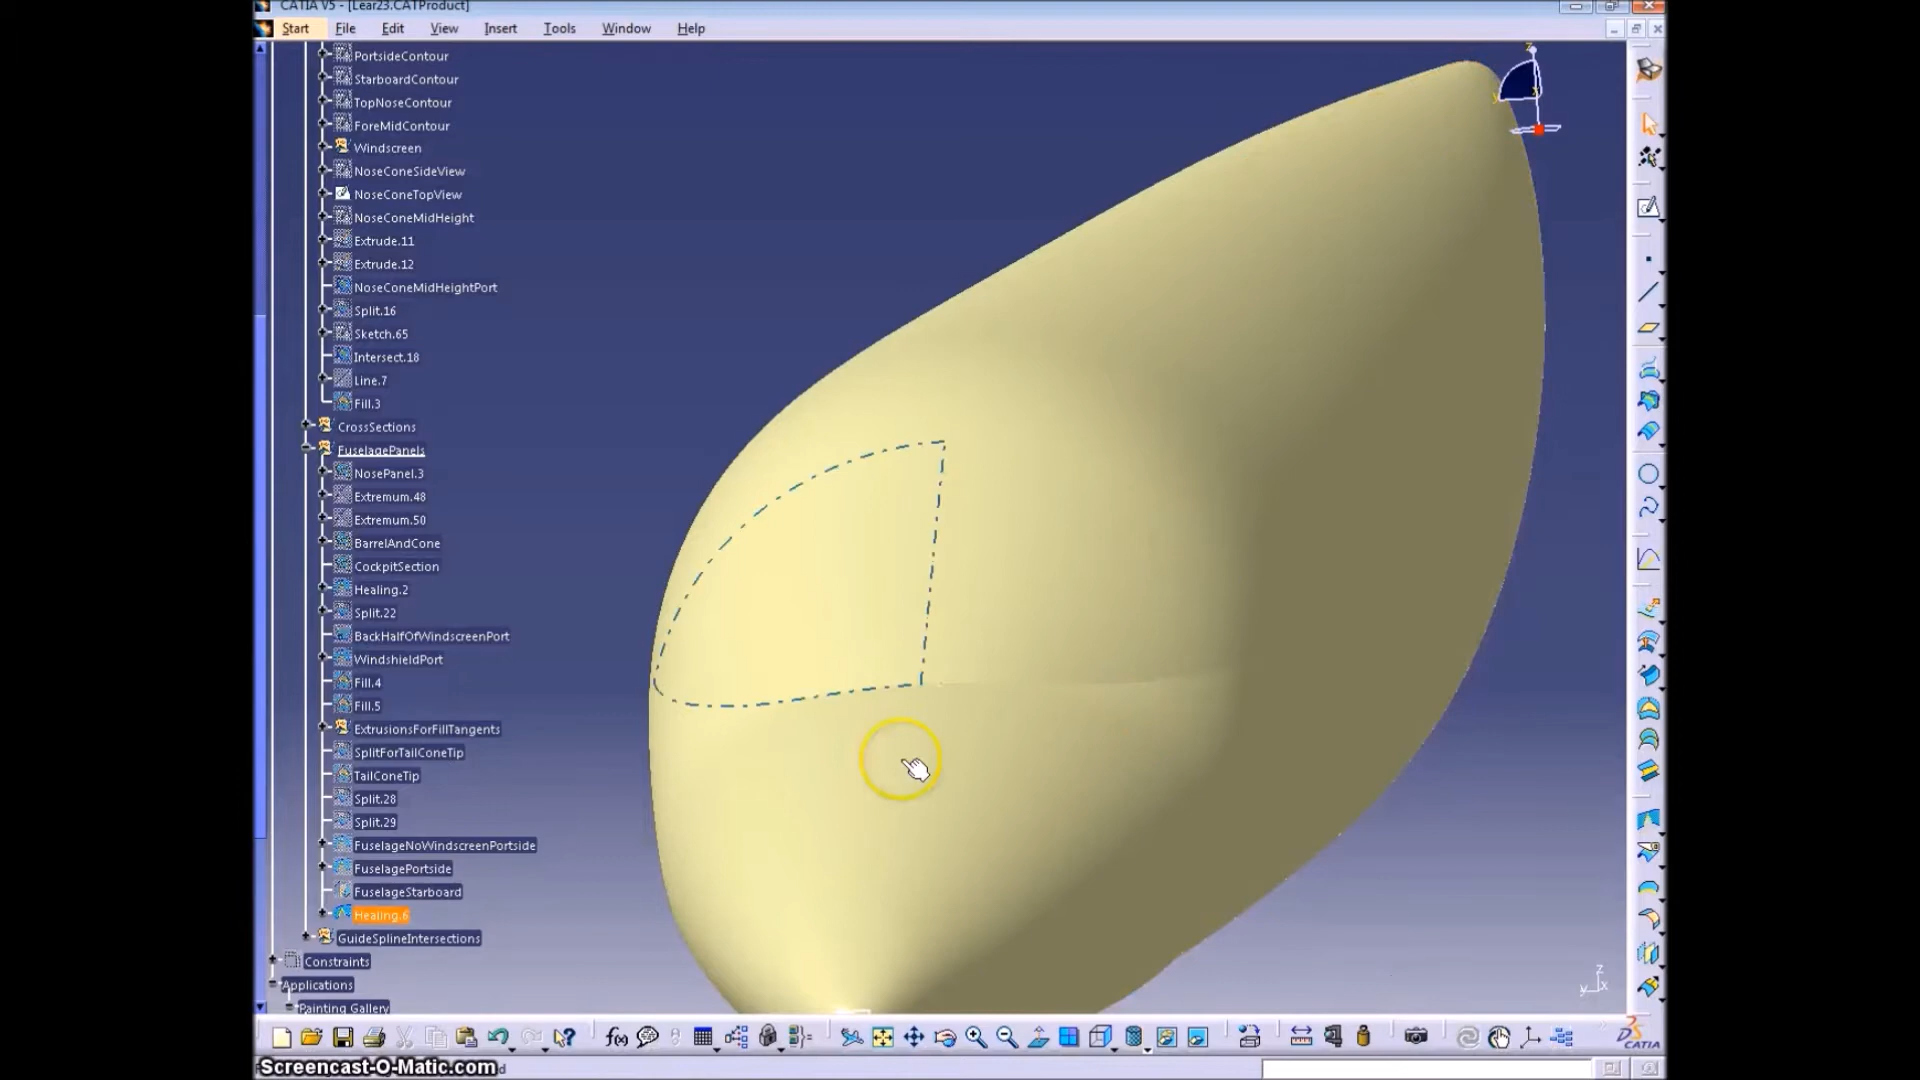 CATIA V5 - [Lear23.CATProduct]
Start File Edit View Insert Tools Window Help
PortsideContour
StarboardContour
TopNoseContour
ForeMidContour
Windscreen
NoseConeSideView
NoseConeTopView
NoseConeMidHeight
Extrude.11
Extrude.12
NoseConeMidHeightPort
Split.16
Sketch.65
Intersect.18
Line.7
Fill.3
CrossSections
FuselagePanels
NosePanel.3
Extremum.48
Extremum.50
BarrelAndCone
CockpitSection
Healing.2
Split.22
BackHalfOfWindscreenPort
WindshieldPort
Fill.4
Fill.5
ExtrusionsForFillTangents
SplitForTailConeTip
TailConeTip
Split.28
Split.29
FuselageNoWindscreenPortside
FuselagePortside
FuselageStarboard
Healing.6
GuideSplineIntersections
Constraints
Applications
Painting Gallery
z
y x
f(x)
CATIA
Screencast-O-Matic.com